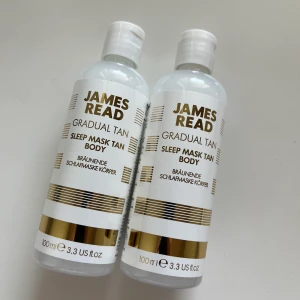 JAMES
READ
GRADUAL TAN
SLEEP MASK TAN
BODY
BRÄUNENDE
SCHLAFMASKE KÖRPER
100ml e 3.3 US fl.oz
JAMES
READ
GRADUAL TAN
SLEEP MASK TAN
BODY
BRÄUNENDE
SCHLAFMASKE KÖRPER
100ml e 3.3 US fl.oz